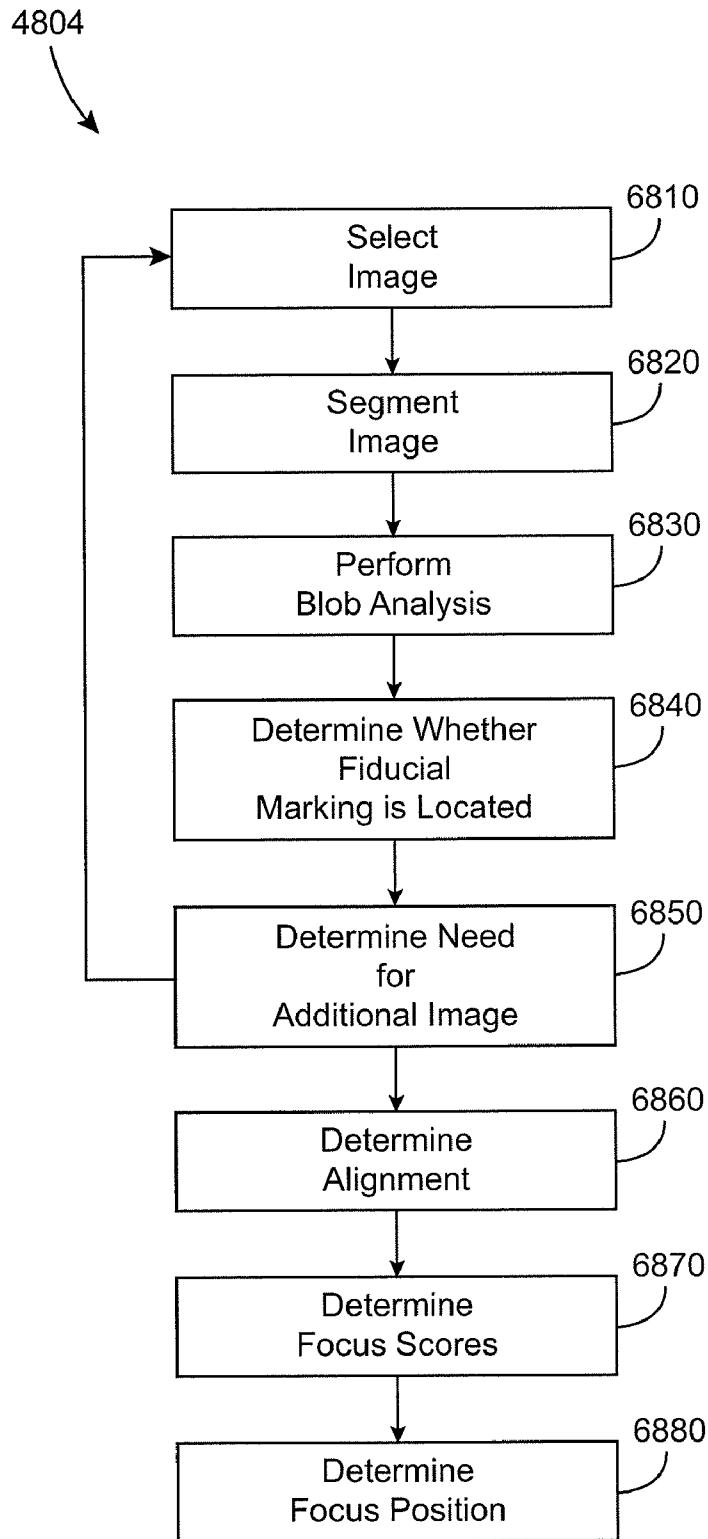 4804
6810
Select
Image
6820
Segment
Image
6830
Perform
Blob Analysis
6840
Determine Whether
Fiducial
Marking is Located
6850
Determine Need
for
Additional Image
6860
Determine
Alignment
6870
Determine
Focus Scores
6880
Determine
Focus Position